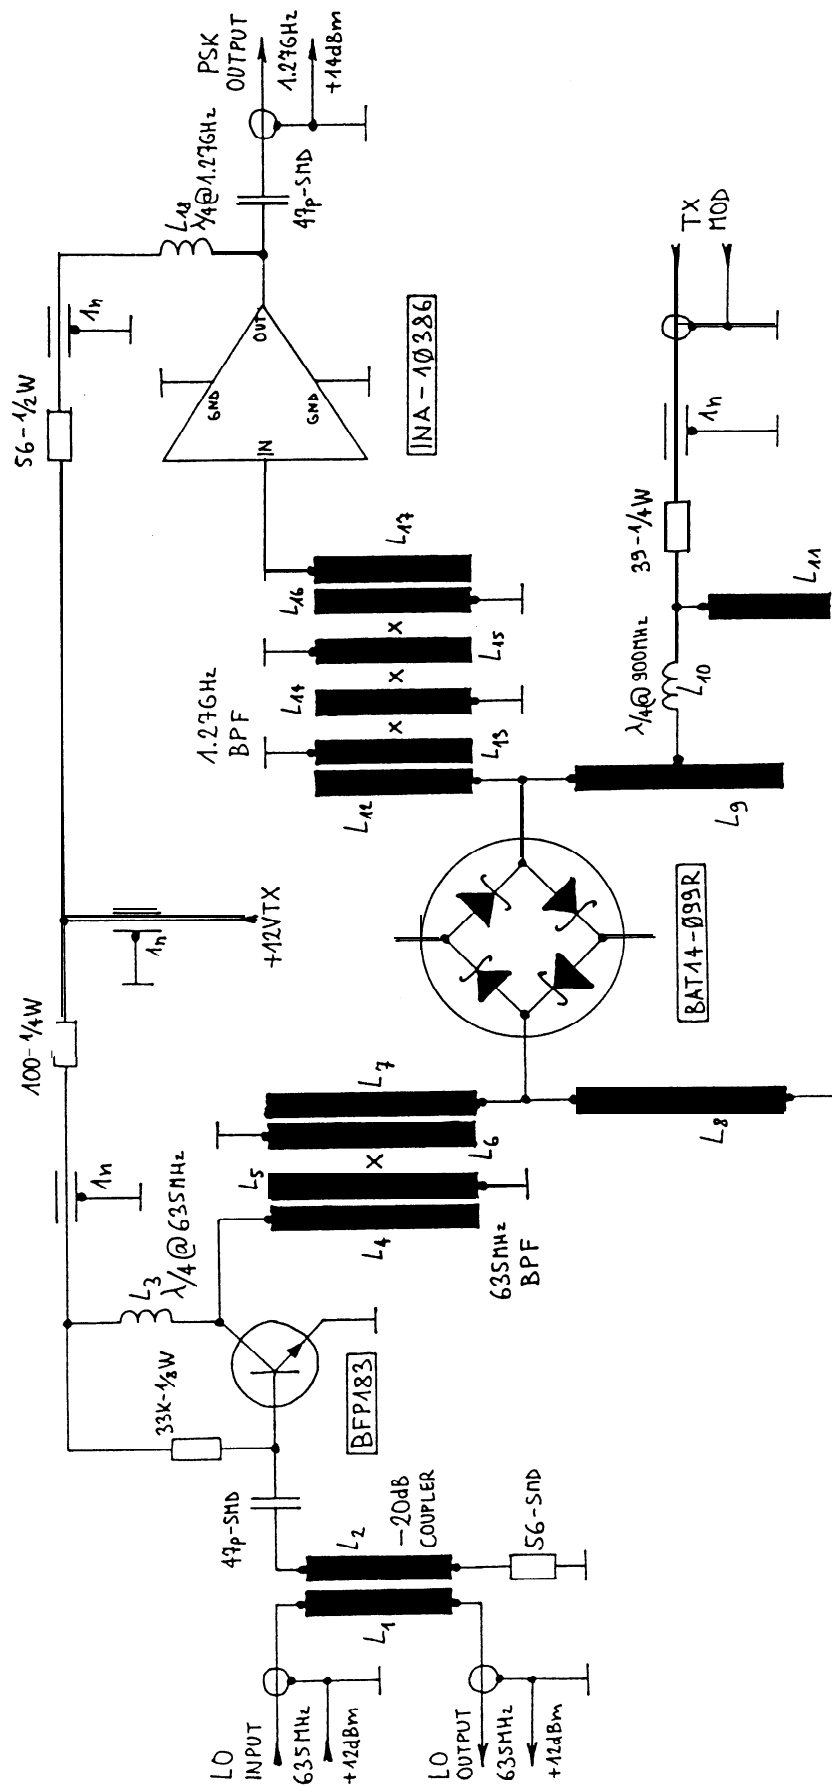 LO
INPUT
635MHz
+12dBm
LO
OUTPUT
635MHz
+12dBm
L1
L2
-20dB
COUPLER
56-SMD
47p-SMD
33K-1/8W
BFP183
L3
λ/4@635MHz
1n
100-1/4W
L4
L5
X
L6
L7
635MHz
BPF
L8
+12VTX
1n
BAT14-Ø99R
L9
L10
λ/4@900MHz
L11
39-1/4W
1n
TX
MOD
1.27GHz
BPF
L12
L13
X
L14
X
L15
X
L16
L17
IN
GND
GND
OUT
INA-1Ø386
56-1/2W
1n
L18
λ/4@1.27GHz
47p-SMD
PSK
OUTPUT
1.27GHz
+14dBm